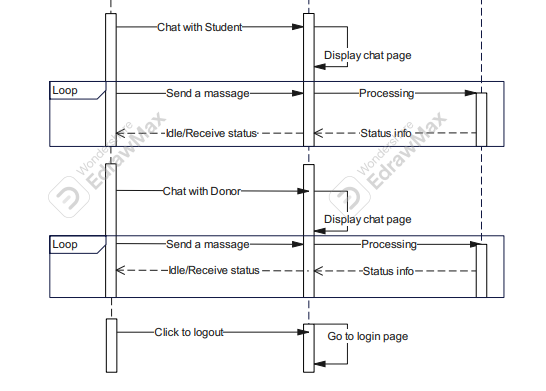 Chat with Student
Display chat page
Loop
Send a massage
Processing
Idle/Receive status
Status info
Wondershare
EdrawMax
Wondershare
EdrawMax
Chat with Donor
Display chat page
Loop
Send a massage
Processing
Idle/Receive status
Status info
Click to logout
Go to login page